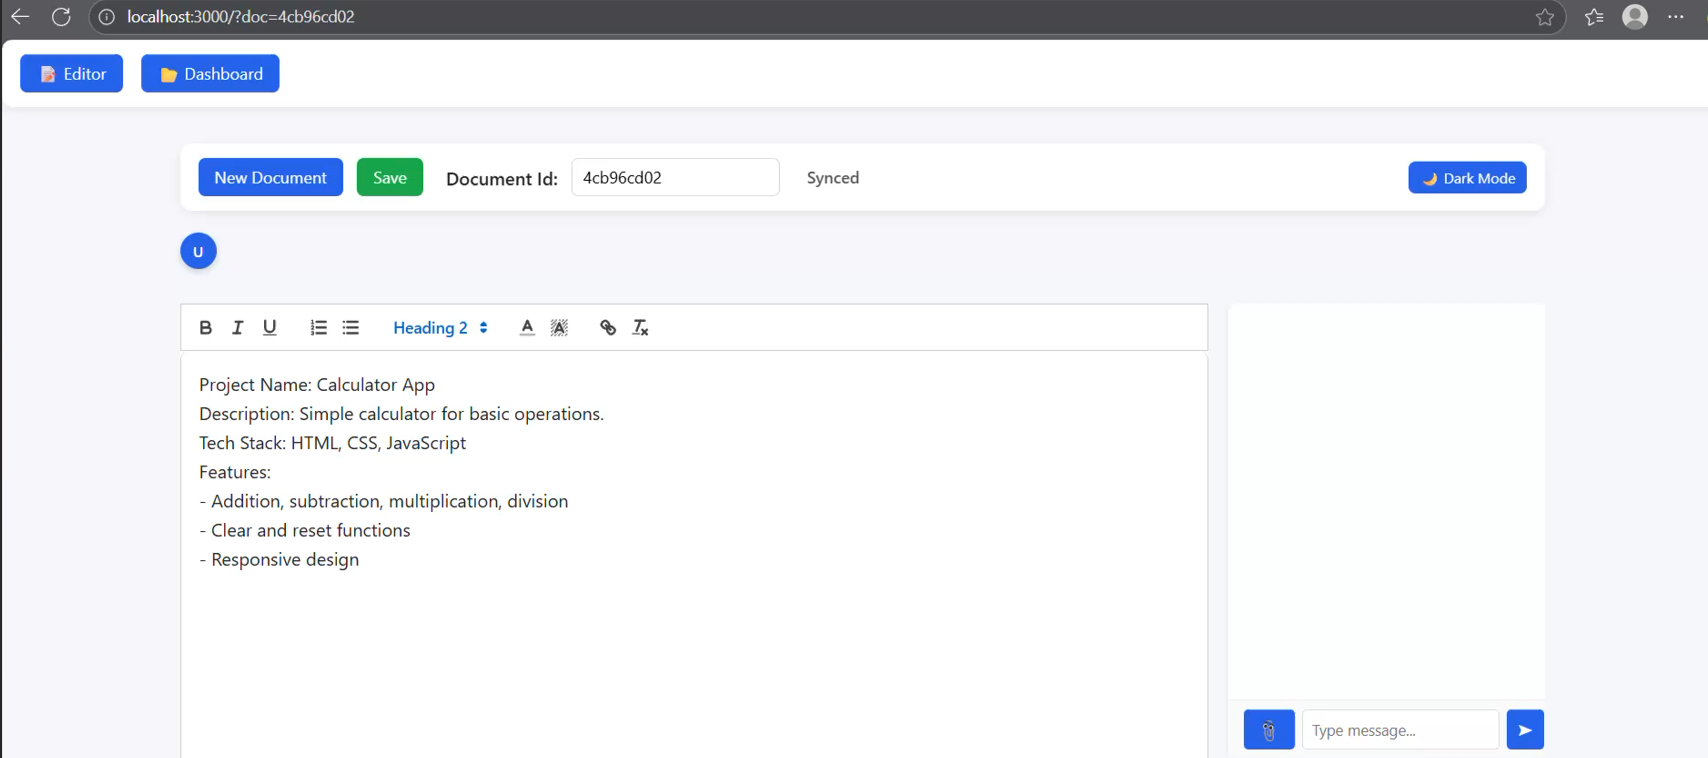 localhost:3000/?doc=4cb96cd02
Editor
Dashboard
New Document
Save
Document Id:
4cb96cd02
Synced
Dark Mode
U
B I U
Heading 2
A A
Project Name: Calculator App
Description: Simple calculator for basic operations.
Tech Stack: HTML, CSS, JavaScript
Features:
- Addition, subtraction, multiplication, division
- Clear and reset functions
- Responsive design
Type message...